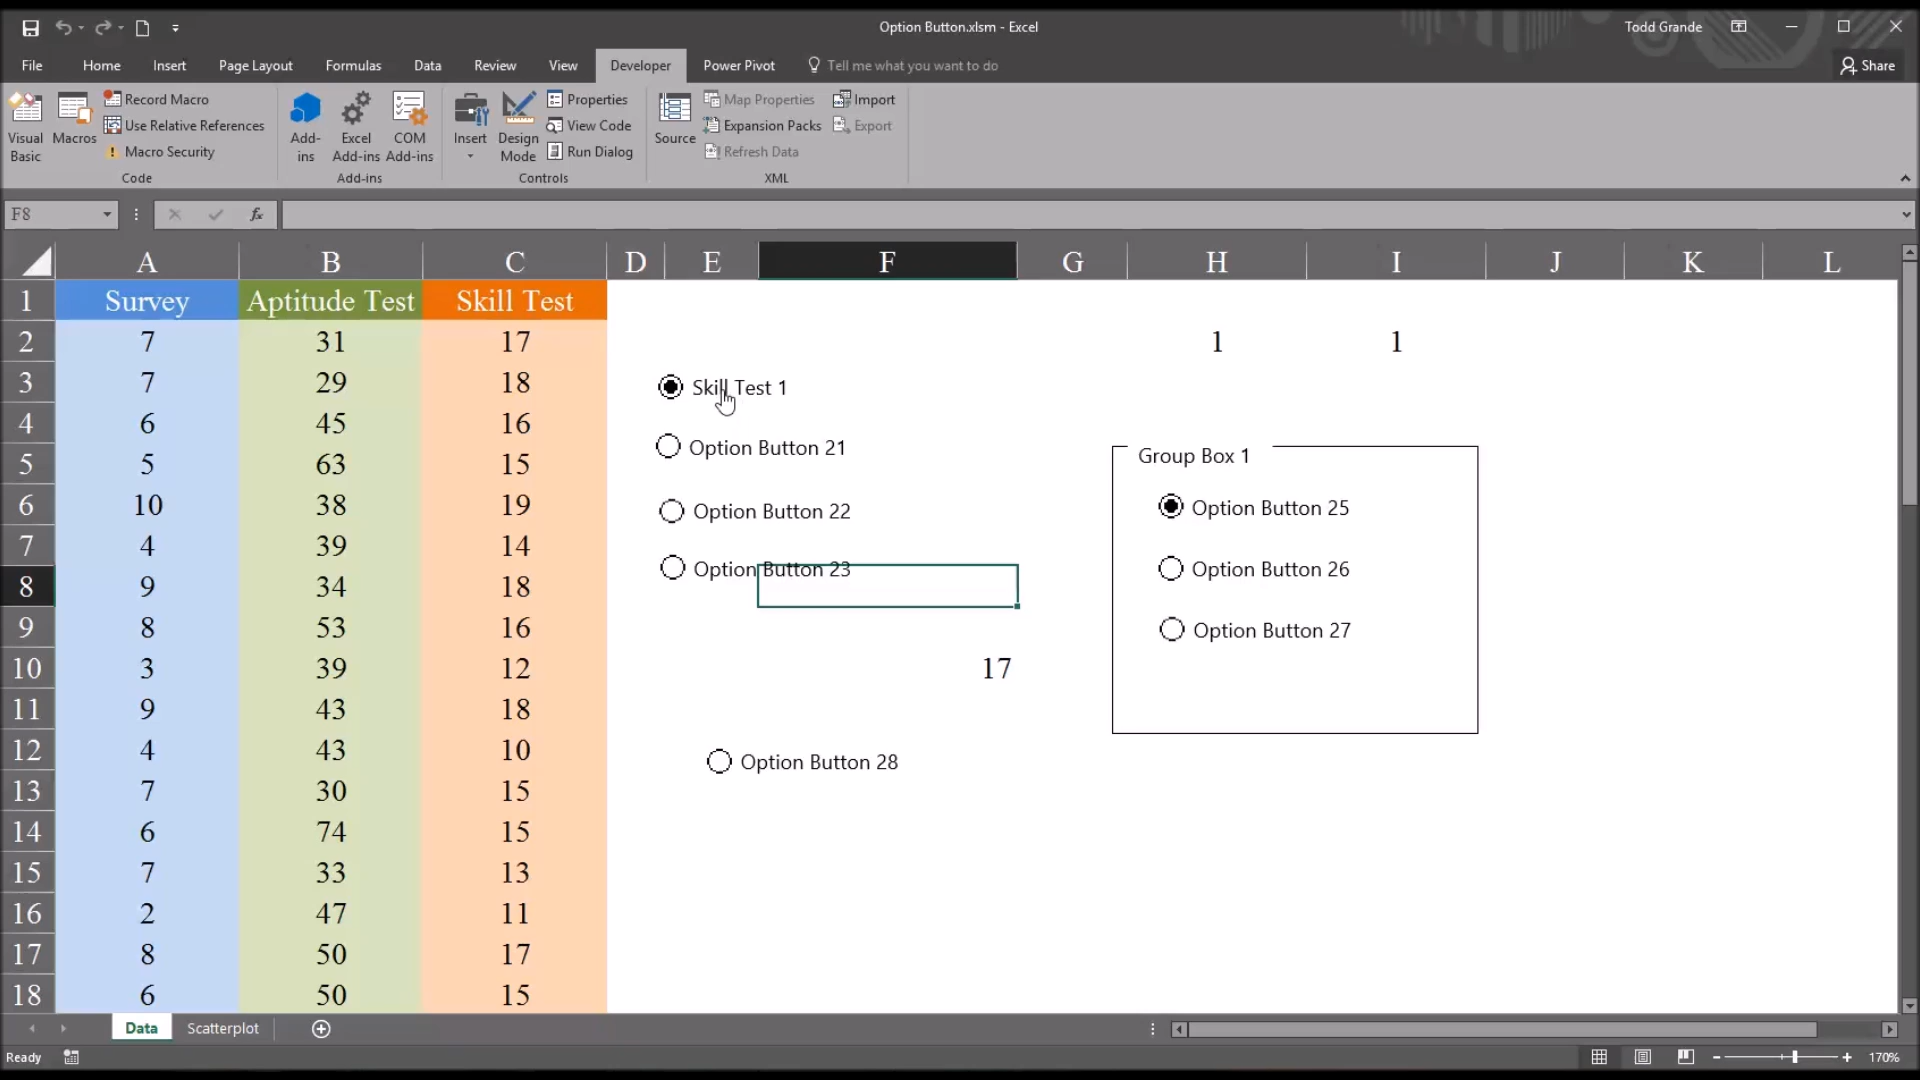 Option Button.xlsm - Excel
Todd Grande
File Home Insert Page Layout Formulas Data Review View Developer Power Pivot Tell me what you want to do Share
Visual Basic
Macros
Record Macro
Use Relative References
Macro Security
Code
Add-ins
Excel Add-ins
COM Add-ins
Add-ins
Insert
Design Mode
Properties
View Code
Run Dialog
Controls
Source
Map Properties
Expansion Packs
Refresh Data
Import
Export
XML
F8 fx
A B C D E F G H I J K L
1 Survey Aptitude Test Skill Test
2 7 31 17 1 1
3 7 29 18 Skill Test 1
4 6 45 16
Option Button 21
5 5 63 15 Group Box 1
6 10 38 19 Option Button 22 Option Button 25
7 4 39 14
Option Button 23 Option Button 26
8 9 34 18
9 8 53 16 Option Button 27
10 3 39 12 17
11 9 43 18
12 4 43 10 Option Button 28
13 7 30 15
14 6 74 15
15 7 33 13
16 2 47 11
17 8 50 17
18 6 50 15
Data Scatterplot
Ready 170%